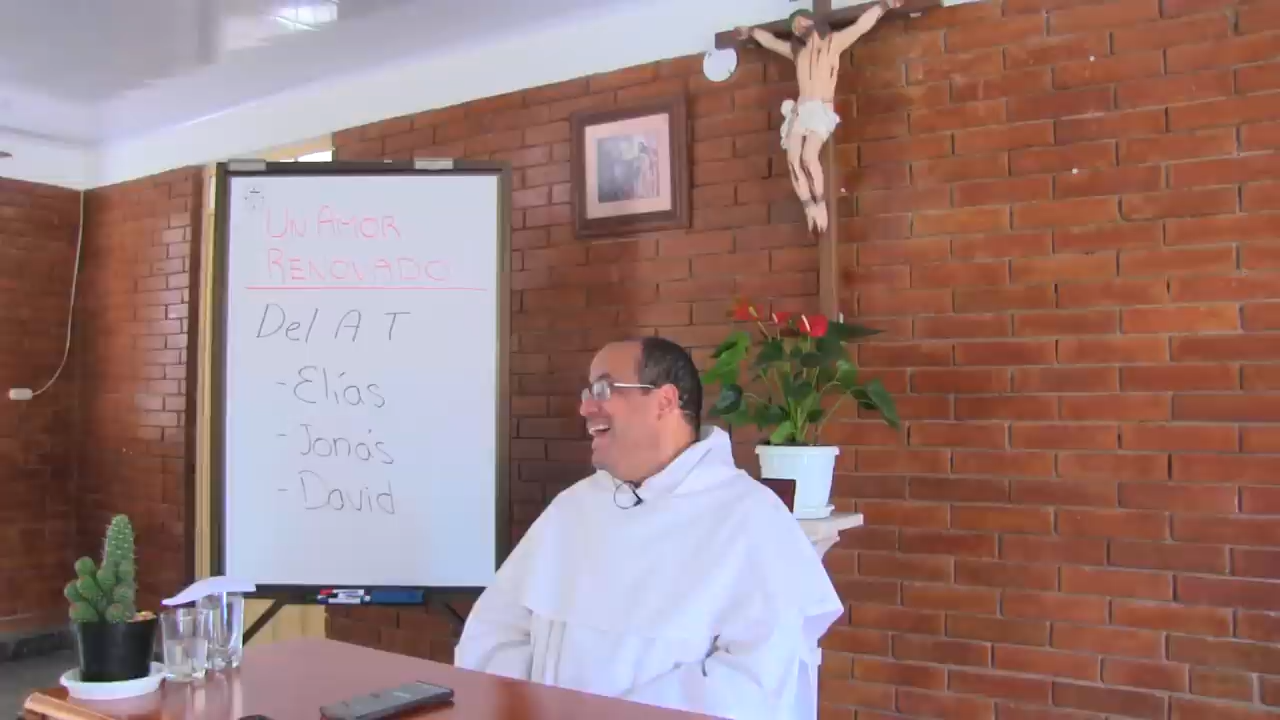 UN AMOR
RENOVADO
Del A T
- Elías
- Jonás
- David